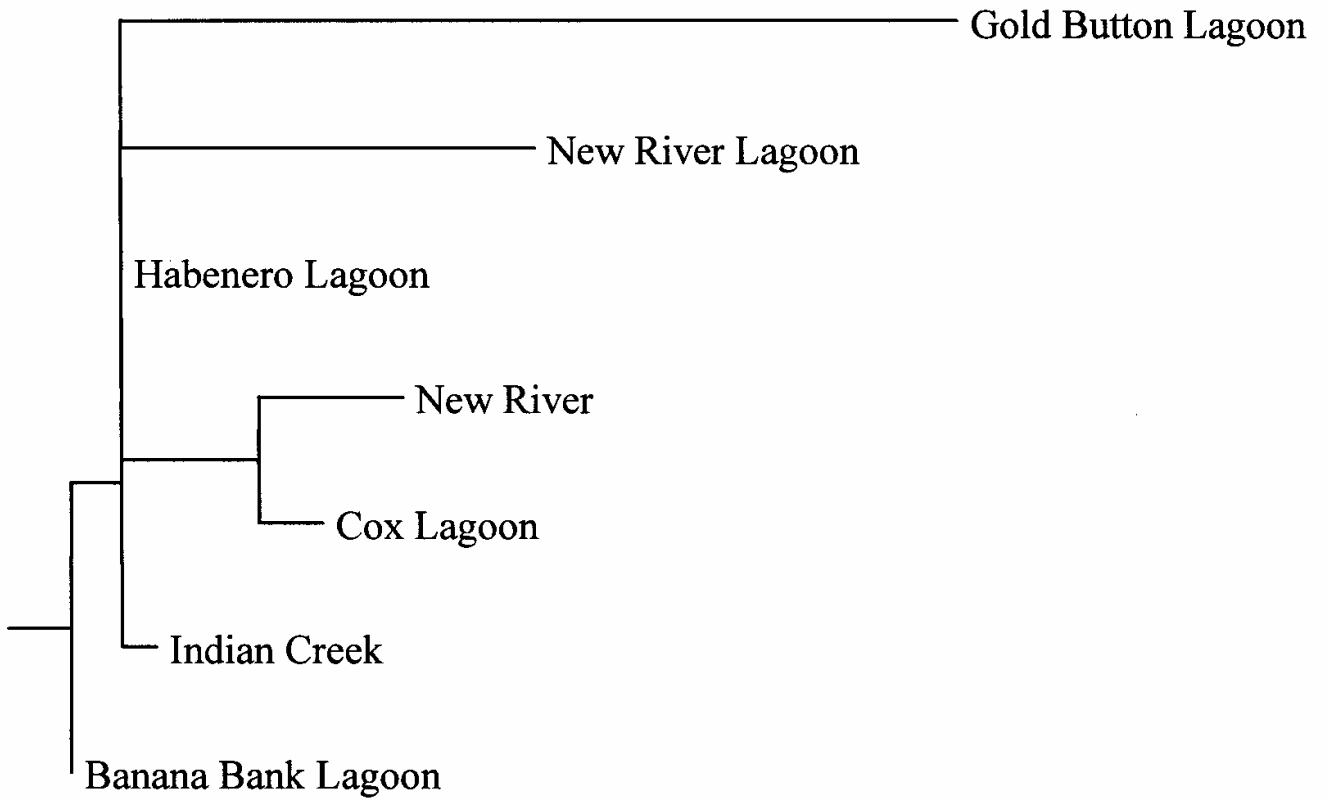 Gold Button Lagoon
New River Lagoon
Habenero Lagoon
New River
Cox Lagoon
Indian Creek
Banana Bank Lagoon